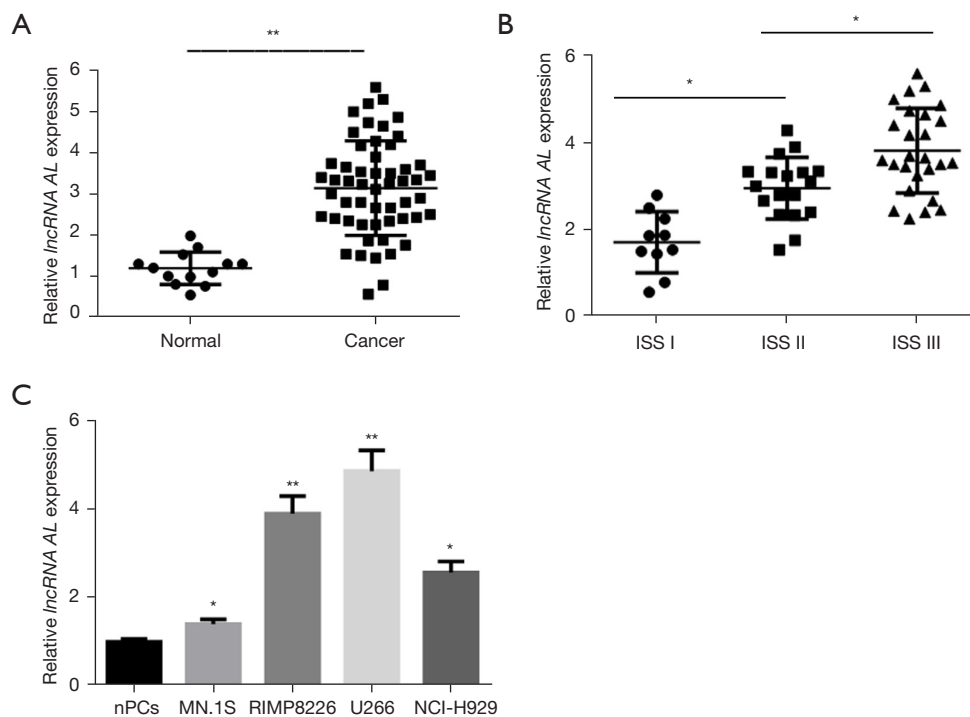 A
**
Relative lncRNA AL expression
6
5
4
3
2
1
0
Normal Cancer
B
*
*
Relative lncRNA AL expression
6
4
2
0
ISS I ISS II ISS III
C
Relative lncRNA AL expression
6
4
2
0
*
**
**
*
nPCs MN.1S RIMP8226 U266 NCI-H929